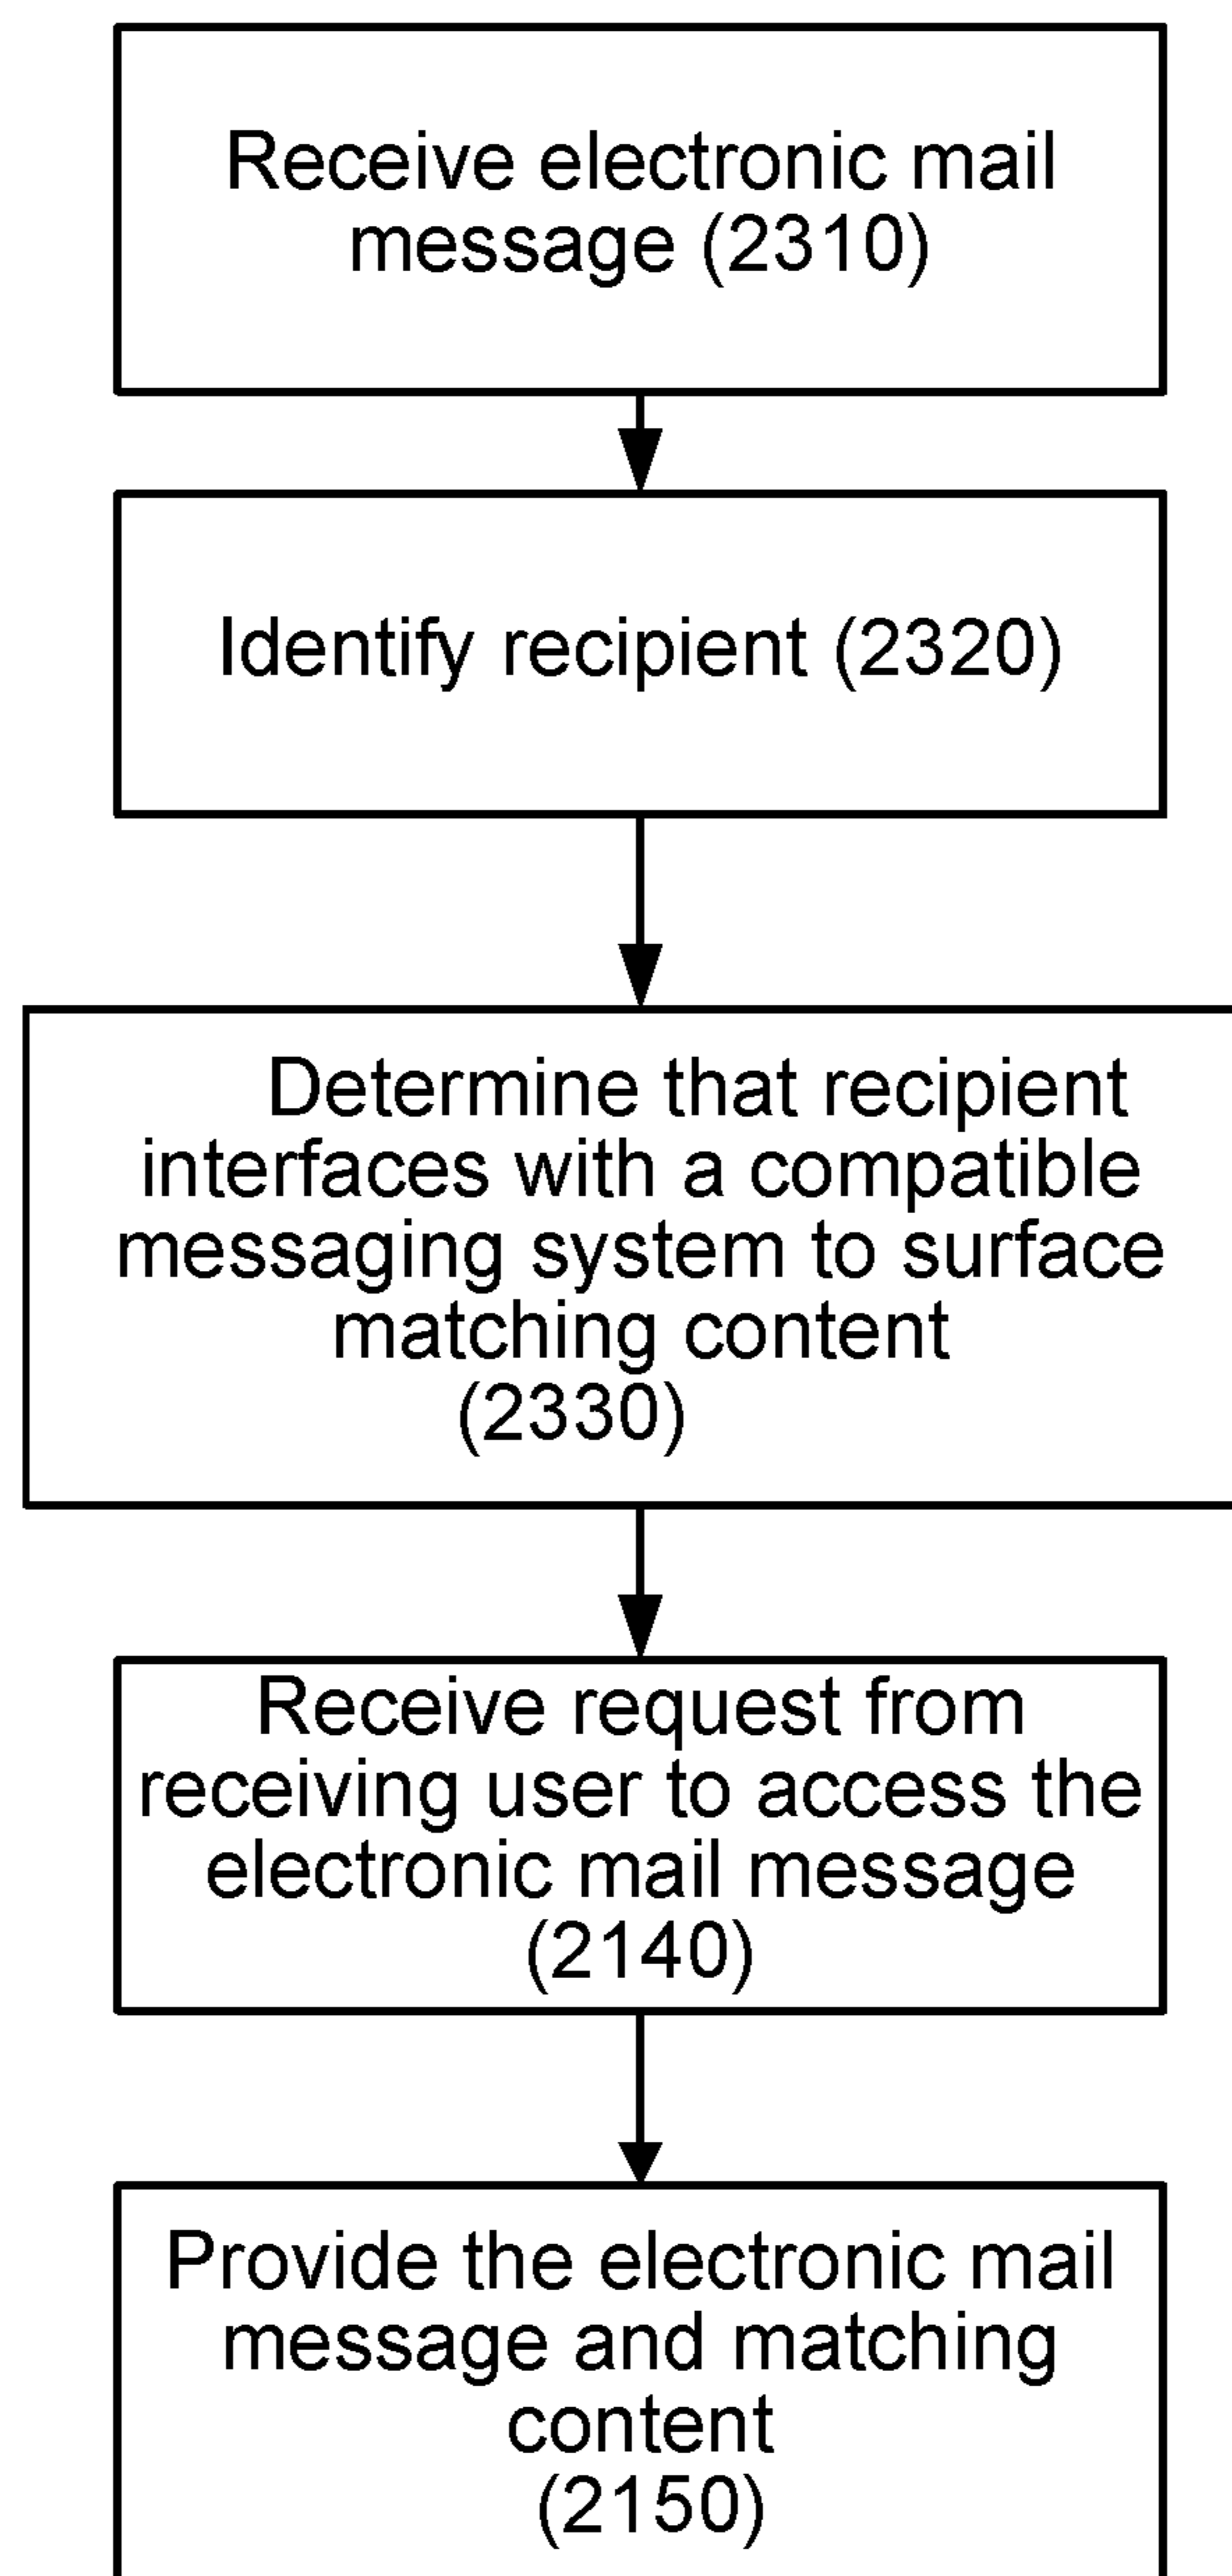 Receive electronic mail
message (2310)
Identify recipient (2320)
Determine that recipient
interfaces with a compatible
messaging system to surface
matching content
(2330)
Receive request from
receiving user to access the
electronic mail message
(2140)
Provide the electronic mail
message and matching
content
(2150)